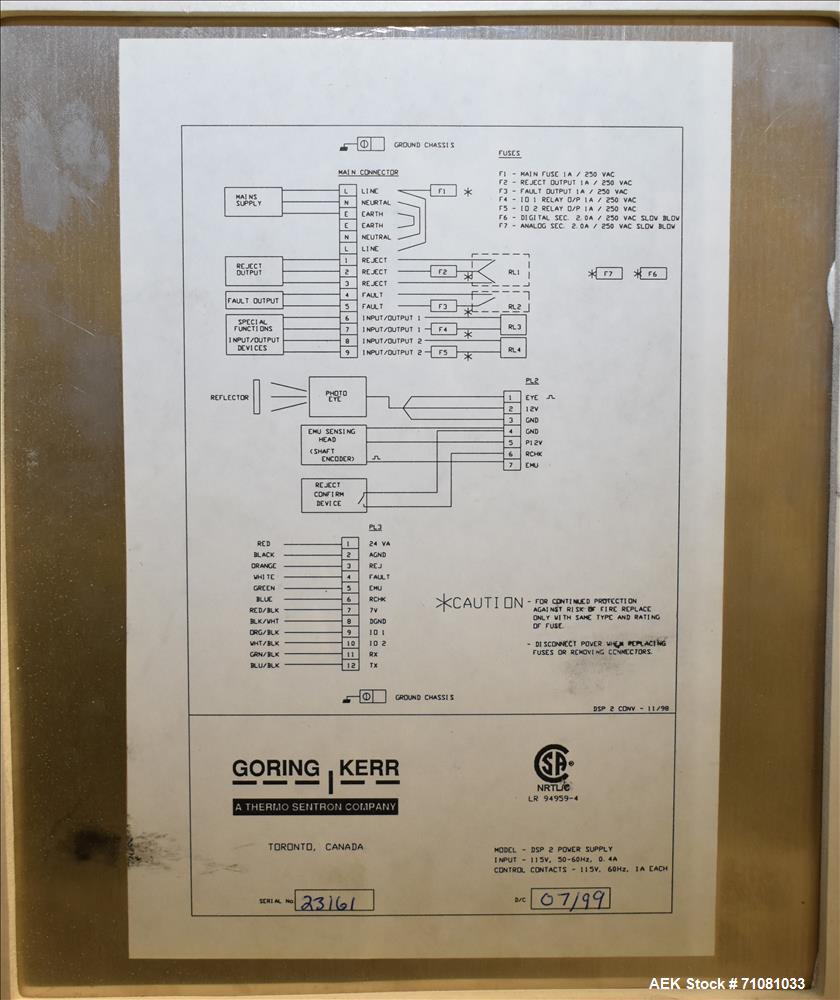 GROUND CHASSIS
FUSES
F1 - MAIN FUSE 1A / 250 VAC
F2 - REJECT OUTPUT 1A / 250 VAC
F3 - FAULT OUTPUT 1A / 250 VAC
F4 - IO 1 RELAY O/P 1A / 250 VAC
F5 - IO 2 RELAY O/P 1A / 250 VAC
F6 - DIGITAL SEC. 2.0A / 250 VAC SLOW BLOW
F7 - ANALOG SEC. 2.0A / 250 VAC SLOW BLOW
MAIN CONNECTOR
MAINS SUPPLY
L LINE F1 *
N NEURTAL
E EARTH
E EARTH
N NEUTRAL
L LINE
REJECT OUTPUT
1 REJECT
2 REJECT F2 * RL1
3 REJECT
*F7 *F6
FAULT OUTPUT
4 FAULT
5 FAULT F3 * RL2
SPECIAL FUNCTIONS
INPUT/OUTPUT DEVICES
6 INPUT/OUTPUT 1
7 INPUT/OUTPUT 1 F4 * RL3
8 INPUT/OUTPUT 2
9 INPUT/OUTPUT 2 F5 * RL4
REFLECTOR
PHOTO EYE
PL2
1 EYE
2 12V
3 GND
4 GND
5 P12V
6 RCHK
7 EMU
EMU SENSING
HEAD
(SHAFT
ENCODER)
REJECT
CONFIRM
DEVICE
PL3
RED 1 24 VA
BLACK 2 AGND
ORANGE 3 REJ
WHITE 4 FAULT
GREEN 5 EMU
BLUE 6 RCHK
RED/BLK 7 7V
BLK/WHT 8 DGND
ORG/BLK 9 IO 1
WHT/BLK 10 IO 2
GRN/BLK 11 RX
BLU/BLK 12 TX
*CAUTION - FOR CONTINUED PROTECTION
AGAINST RISK OF FIRE REPLACE
ONLY WITH SAME TYPE AND RATING
OF FUSE.
- DISCONNECT POWER WHEN REPLACING
FUSES OR REMOVING CONNECTORS.
GROUND CHASSIS
DSP 2 CONV - 11/98
GORING KERR
A THERMO SENTRON COMPANY
TORONTO, CANADA
SA ®
NRTL/C
LR 94959-4
MODEL - DSP 2 POWER SUPPLY
INPUT - 115V, 50-60Hz, 0.4A
CONTROL CONTACTS - 115V, 60Hz, 1A EACH
SERIAL No. 23161
D/C 07/99
AEK Stock # 71081033